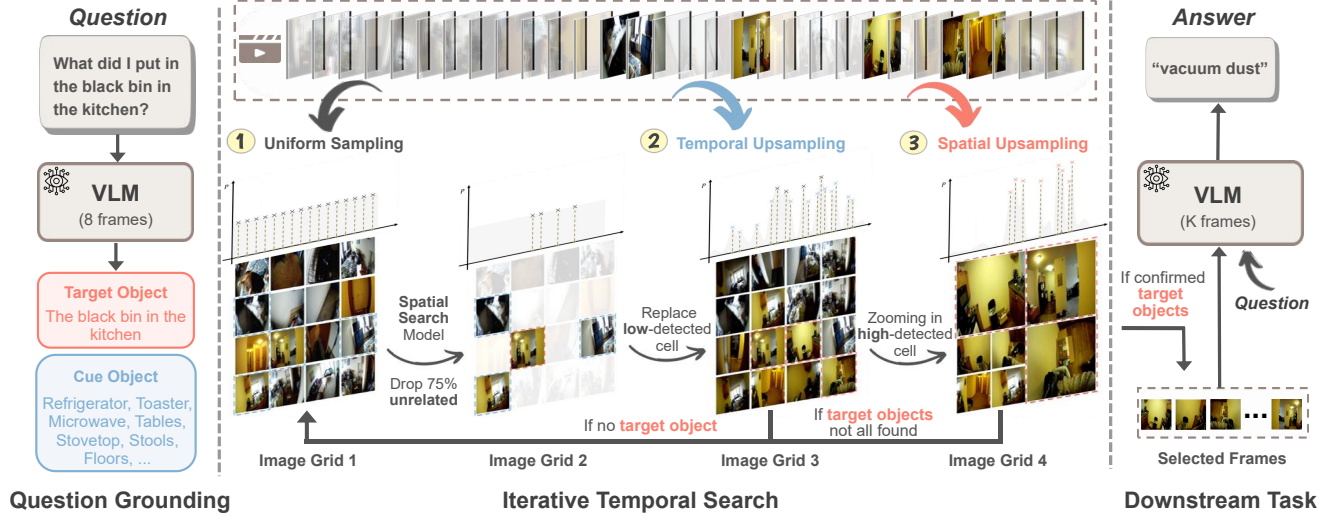 Question
What did I put in
the black bin in
the kitchen?
VLM
(8 frames)
Target Object
The black bin in the
kitchen
Cue Object
Refrigerator, Toaster,
Microwave, Tables,
Stovetop, Stools,
Floors, ...
Question Grounding
1 Uniform Sampling
2 Temporal Upsampling
3 Spatial Upsampling
P
P
P
P
Spatial
Search
Model
Drop 75%
unrelated
Replace
low-detected
cell
Zooming in
high-detected
cell
If no target object
If target objects
not all found
Image Grid 1
Image Grid 2
Image Grid 3
Image Grid 4
Iterative Temporal Search
Answer
“vacuum dust”
VLM
(K frames)
If confirmed
target
objects
Question
...
Selected Frames
Downstream Task